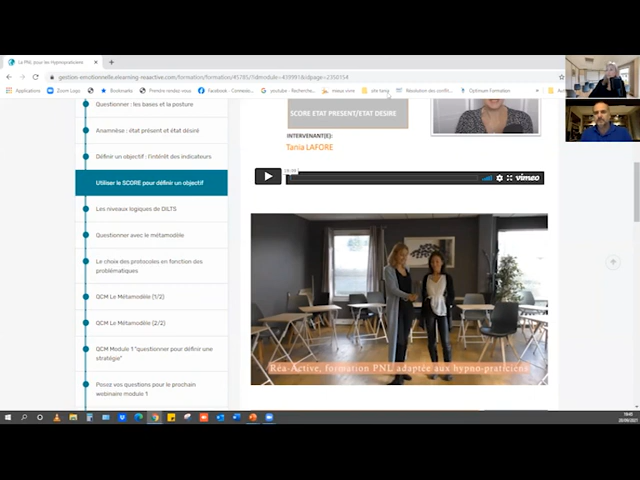 La PNL pour les Hypnopraticiens
gestion-emotionnelle.elearning-reaactive.com/formation/formation/45785/?idmodule=439991&idpage=2350154
Applications
Zoom Logo
Bookmarks
Facebook - Connexio...
youtube - Recherche...
mieux vivre
site tania
Résolution des conflit...
Optimum Formation
Questionner : les bases et la posture
Anamnèse : état présent et état désiré
Définir un objectif : l'intérêt des indicateurs
Utiliser le SCORE pour définir un objectif
Les niveaux logiques de DILTS
Questionner avec le métamodèle
Le choix des protocoles en fonction des
problématiques
QCM Le Métamodèle (1/2)
QCM Le Métamodèle (2/2)
QCM Module 1 "questionner pour définir une
stratégie"
Posez vos questions pour le prochain
webinaire module 1
SCORE ETAT PRESENT/ETAT DESIRE
INTERVENANT(E):
Tania LAFORE
vimeo
Réa-Active, formation PNL adaptée aux hypno-praticiens